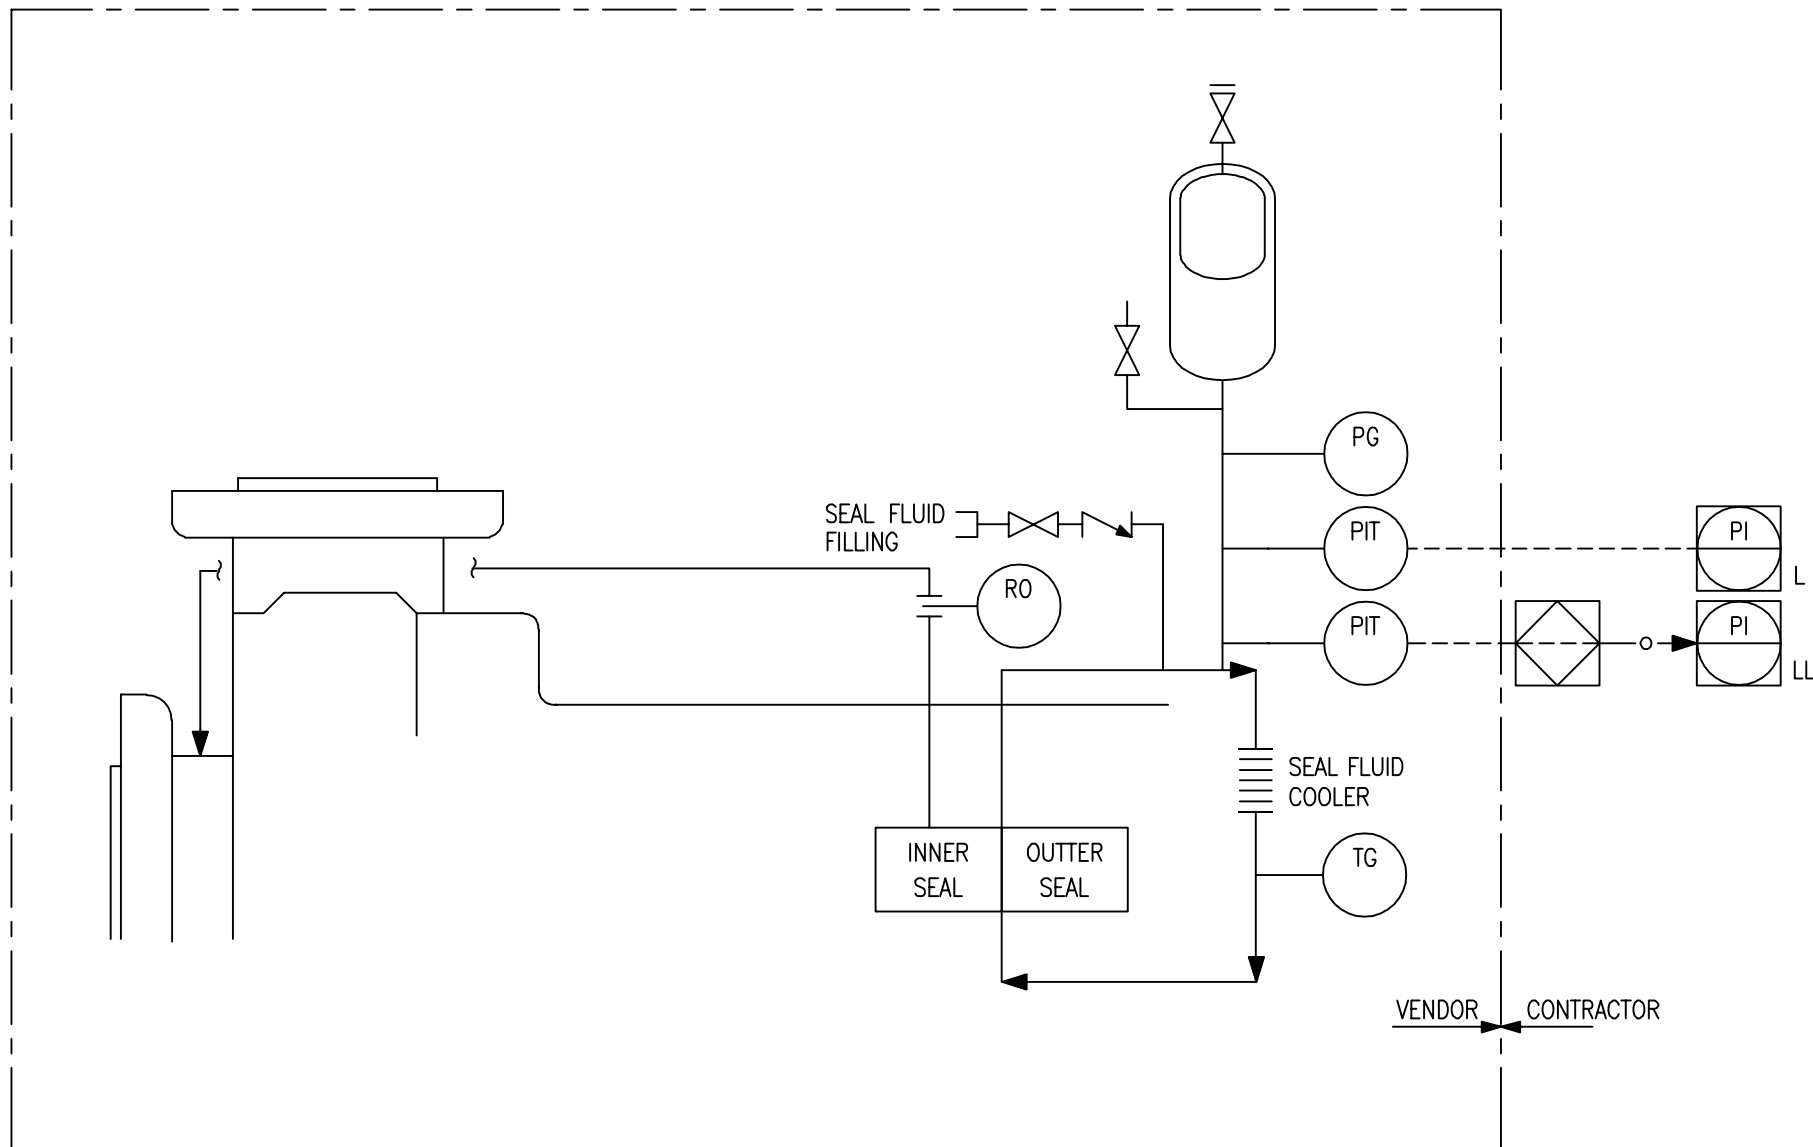 PG
SEAL FLUID
FILLING
PIT
PI
L
RO
PIT
PI
LL
SEAL FLUID
COOLER
INNER
SEAL
OUTTER
SEAL
TG
VENDOR
CONTRACTOR